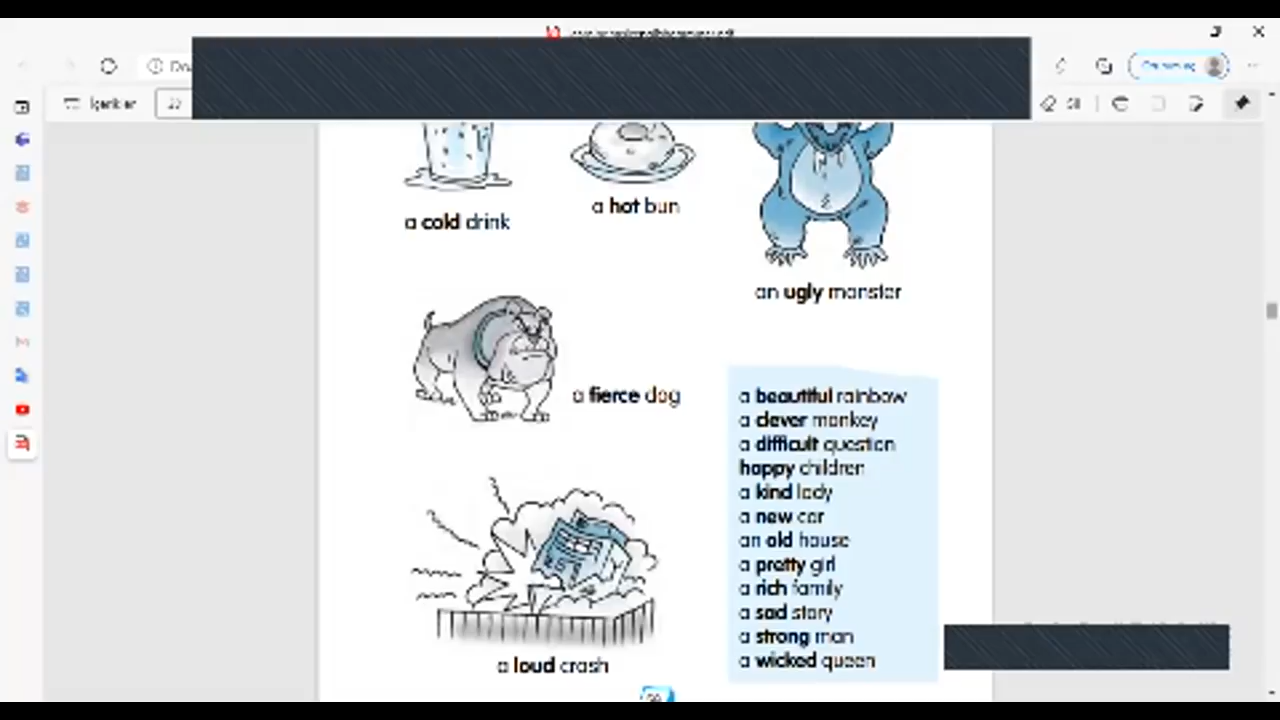 İçerikler
a cold drink
a hot bun
an ugly monster
a fierce dog
a beautiful rainbow
a clever monkey
a difficult question
happy children
a kind lady
a new car
an old house
a pretty girl
a rich family
a sad story
a strong man
a wicked queen
a loud crash